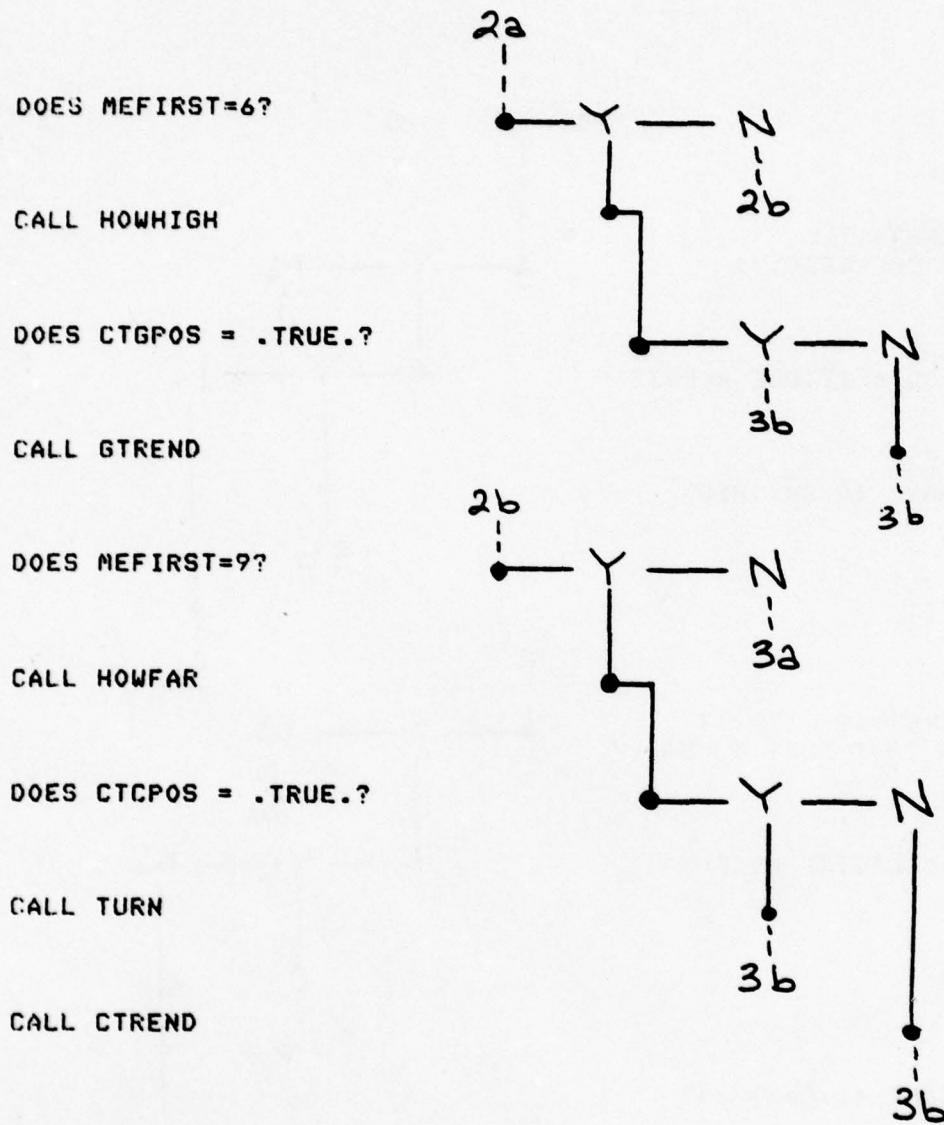 2a
DOES MEFIRST=6?
Y N
2b
CALL HOWHIGH
DOES CTGPOS = .TRUE.?
Y N
3b
CALL GTREND
3b
2b
DOES MEFIRST=9?
Y N
3a
CALL HOWFAR
DOES CTCPOS = .TRUE.?
Y N
CALL TURN
3b
CALL CTREND
3b